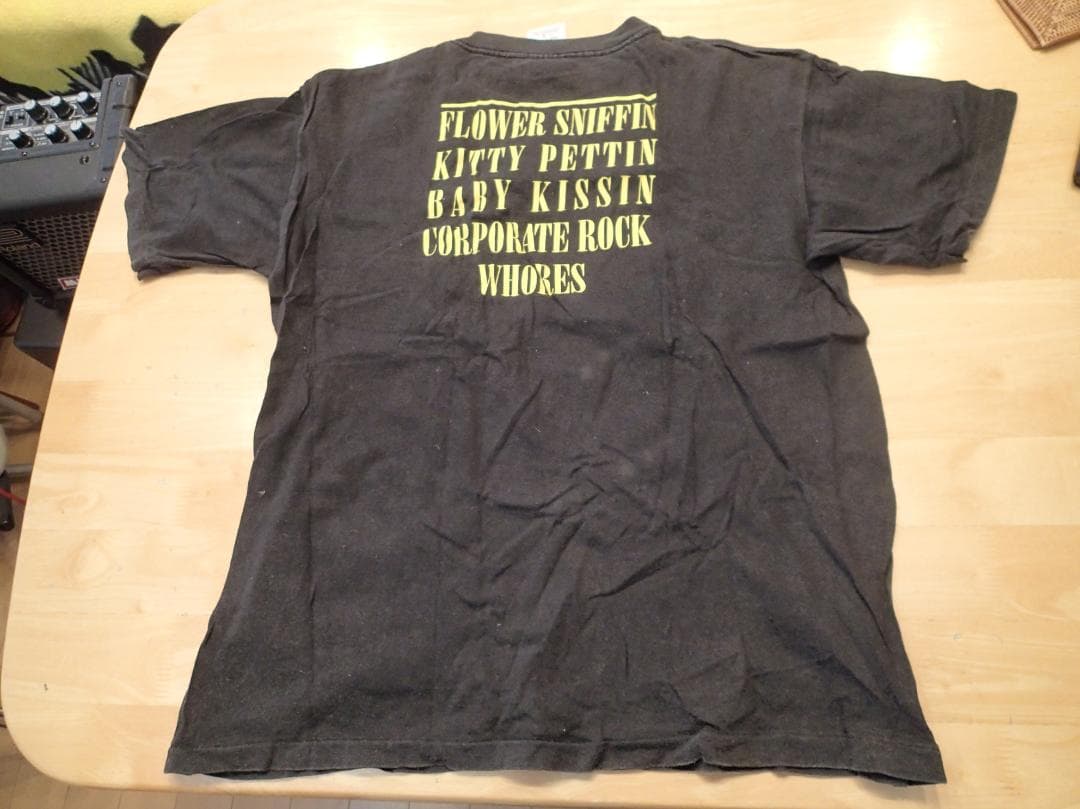 FLOWER SNIFFIN
KITTY PETTIN
BABY KISSIN
CORPORATE ROCK
WHORES